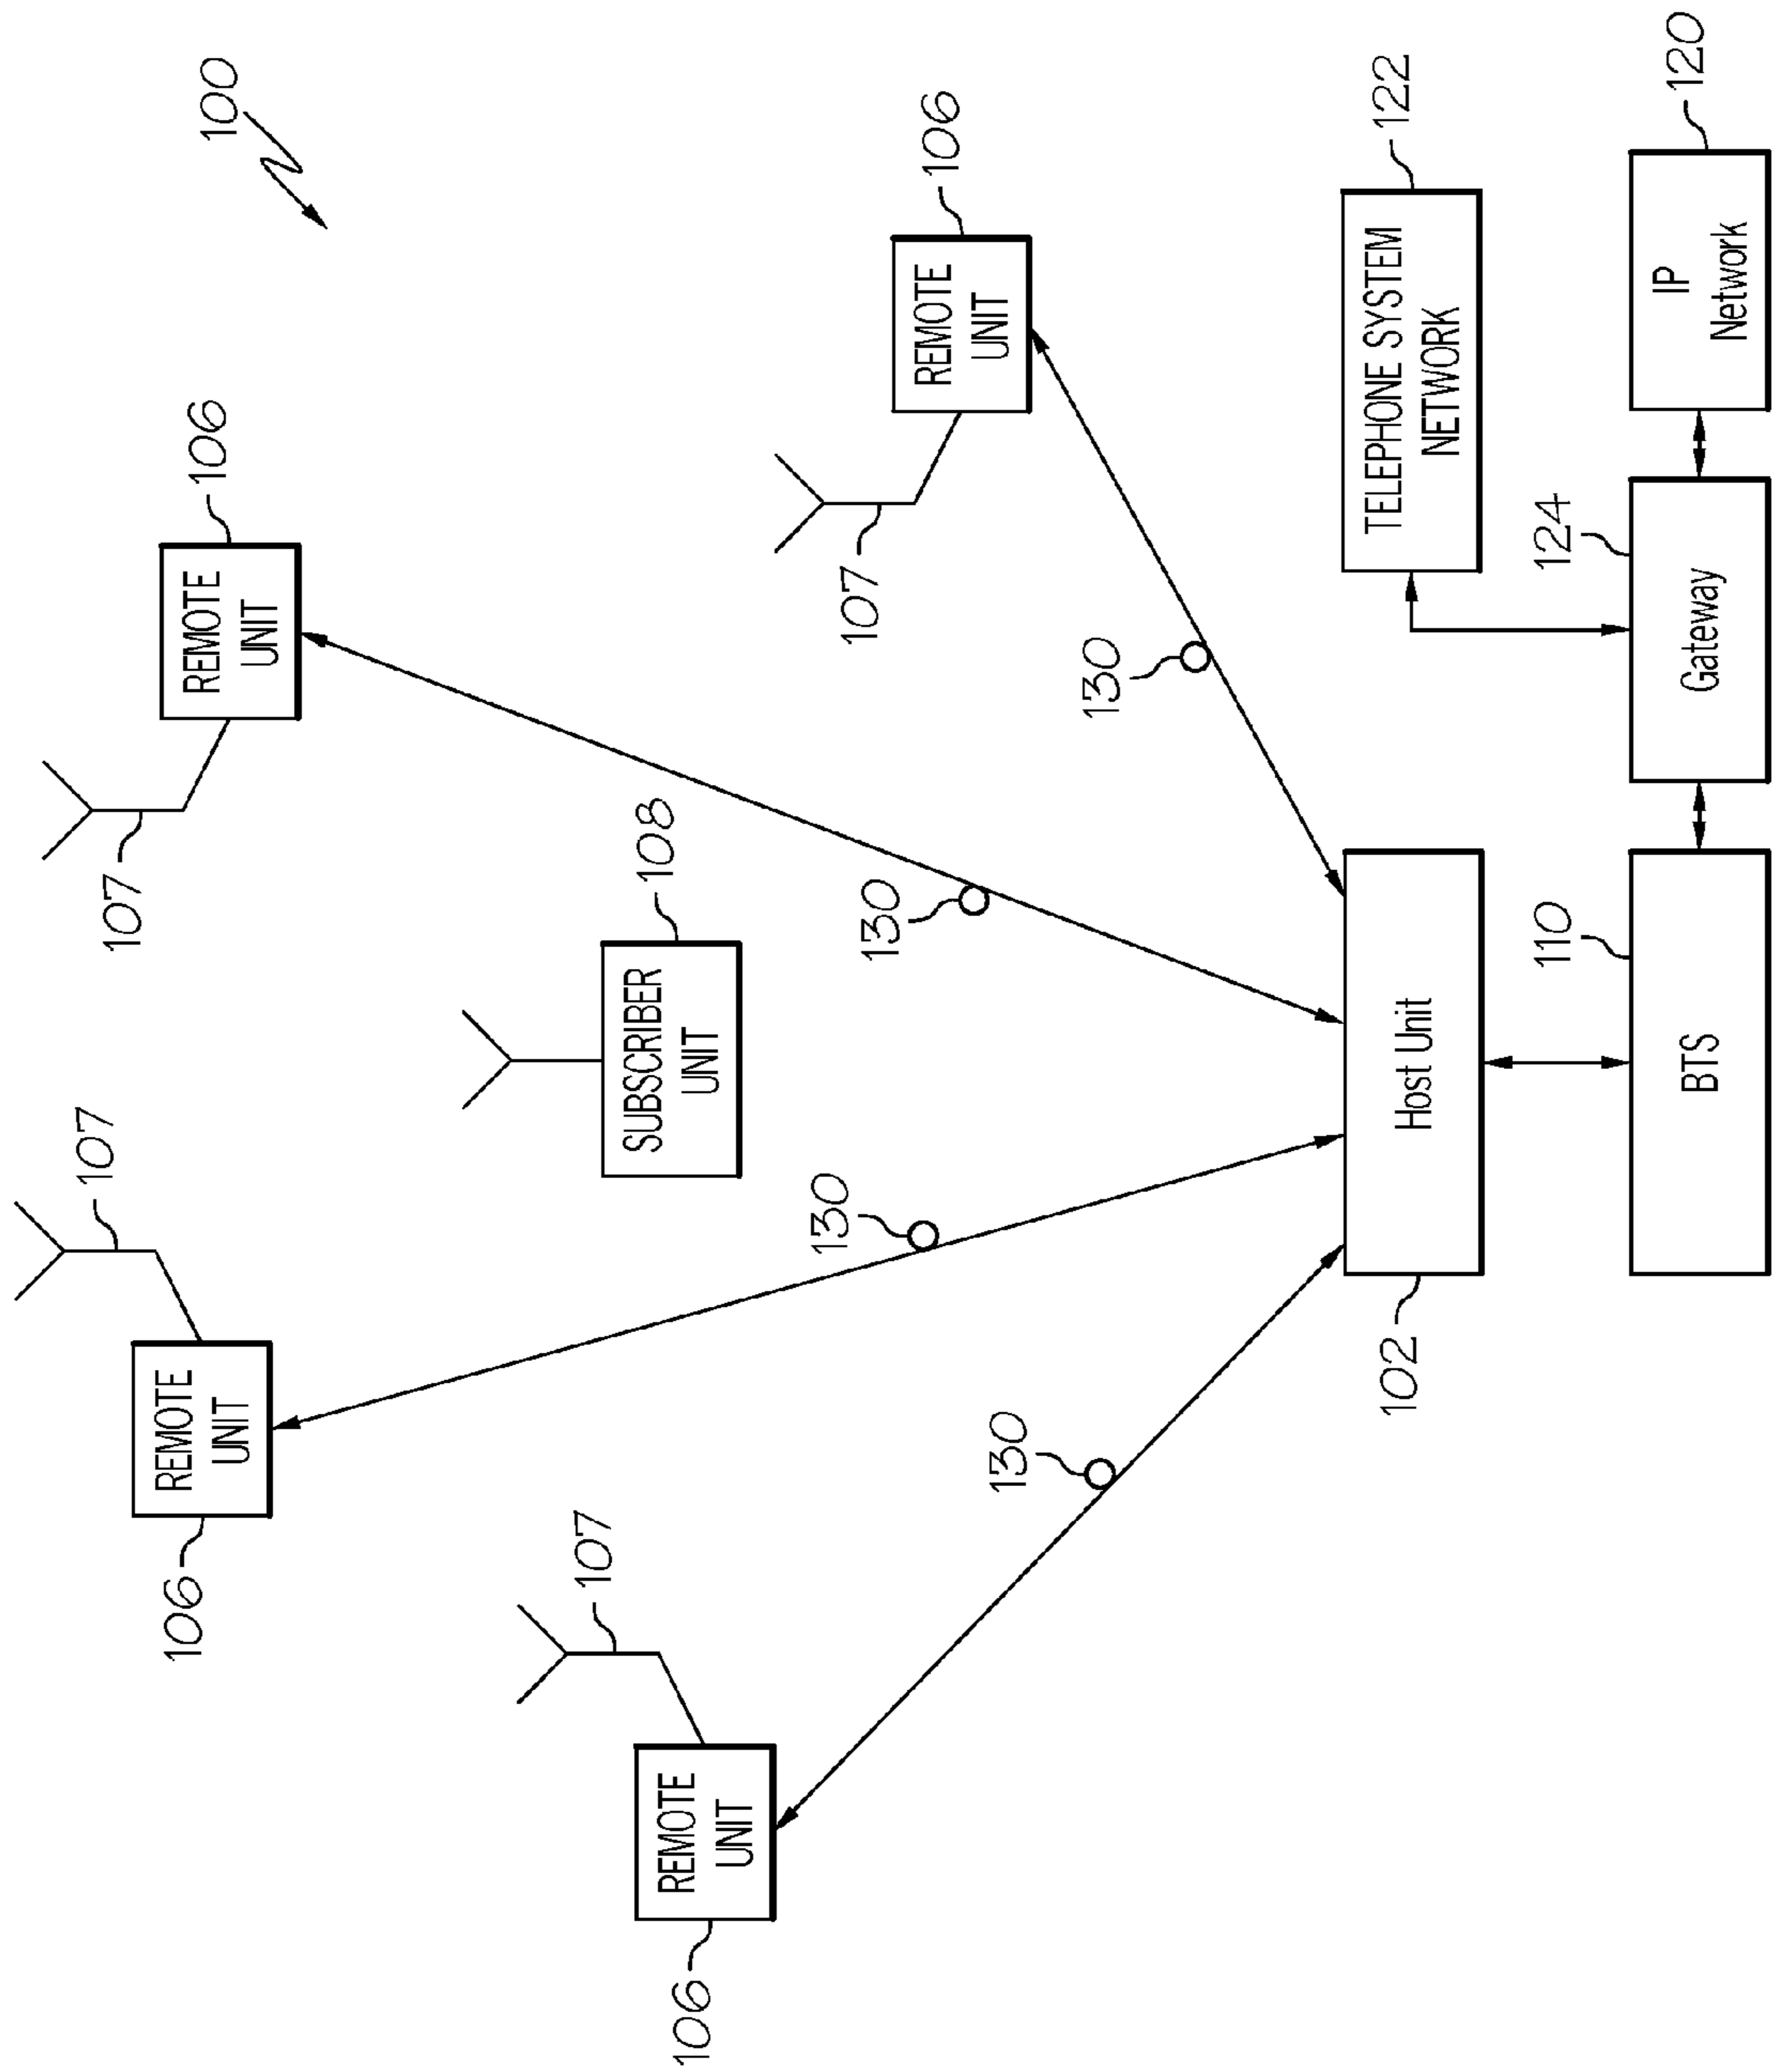 100
107
107
REMOTE
UNIT
106
106
REMOTE
UNIT
107
SUBSCRIBER
UNIT
108
REMOTE
UNIT
106
107
REMOTE
UNIT
106
130
130
130
130
102
Host Unit
TELEPHONE SYSTEM
NETWORK
122
110
124
BTS
Gateway
IP
Network
120